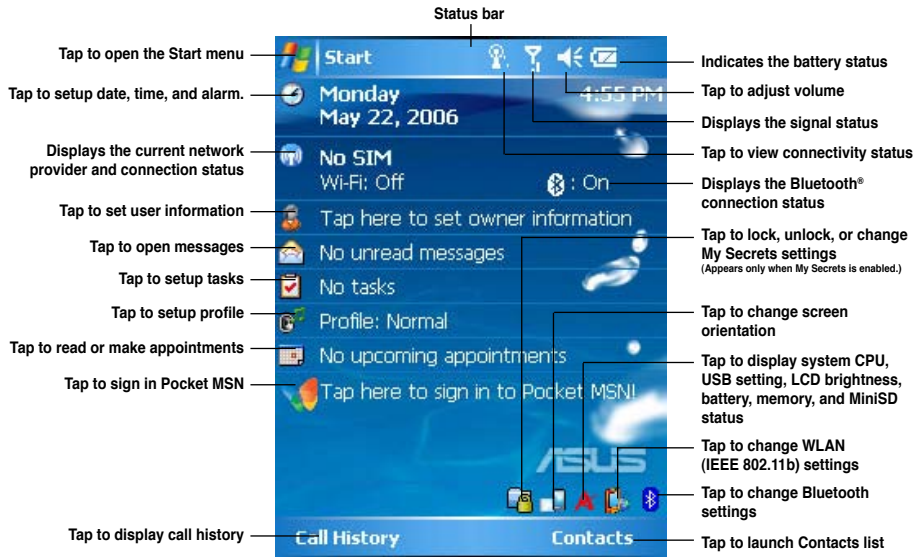 Status bar
Tap to open the Start menu
Tap to setup date, time, and alarm.
Displays the current network
provider and connection status
Tap to set user information
Tap to open messages
Tap to setup tasks
Tap to setup profile
Tap to read or make appointments
Tap to sign in Pocket MSN
Tap to display call history
Start
Monday
4:55 PM
May 22, 2006
No SIM
Wi-Fi: Off
: On
Tap here to set owner information
No unread messages
No tasks
Profile: Normal
No upcoming appointments
Tap here to sign in to Pocket MSN!
ASUS
Call History
Contacts
Indicates the battery status
Tap to adjust volume
Displays the signal status
Tap to view connectivity status
Displays the Bluetooth®
connection status
Tap to lock, unlock, or change
My Secrets settings
(Appears only when My Secrets is enabled.)
Tap to change screen
orientation
Tap to display system CPU,
USB setting, LCD brightness,
battery, memory, and MiniSD
status
Tap to change WLAN
(IEEE 802.11b) settings
Tap to change Bluetooth
settings
Tap to launch Contacts list